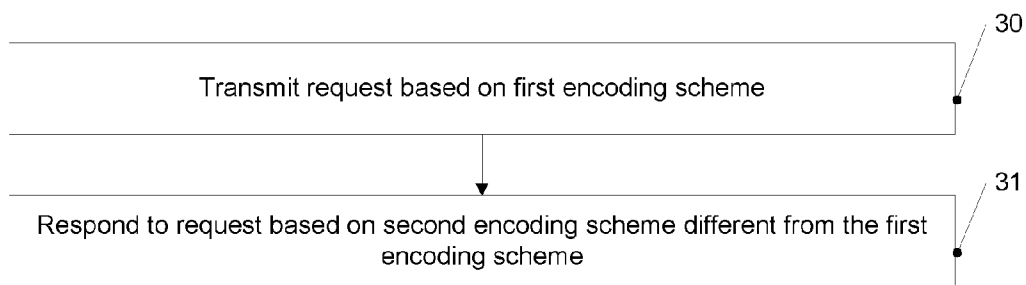 30
Transmit request based on first encoding scheme
31
Respond to request based on second encoding scheme different from the first
encoding scheme